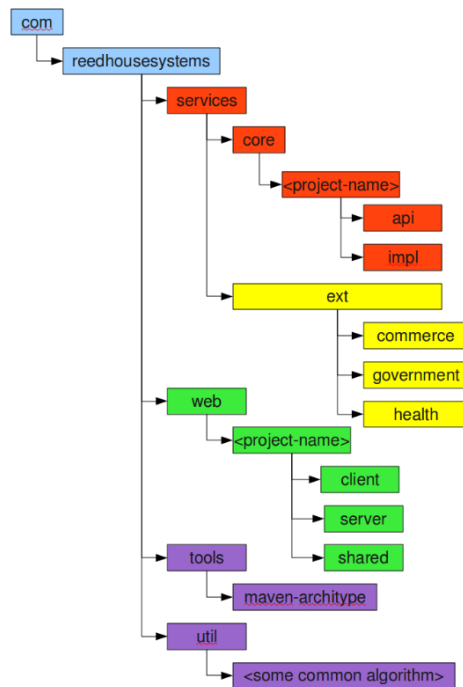 com
reedhousesystems
services
core
<project-name>
api
impl
ext
commerce
government
health
web
<project-name>
client
server
shared
tools
maven-architype
util
<some common algorithm>